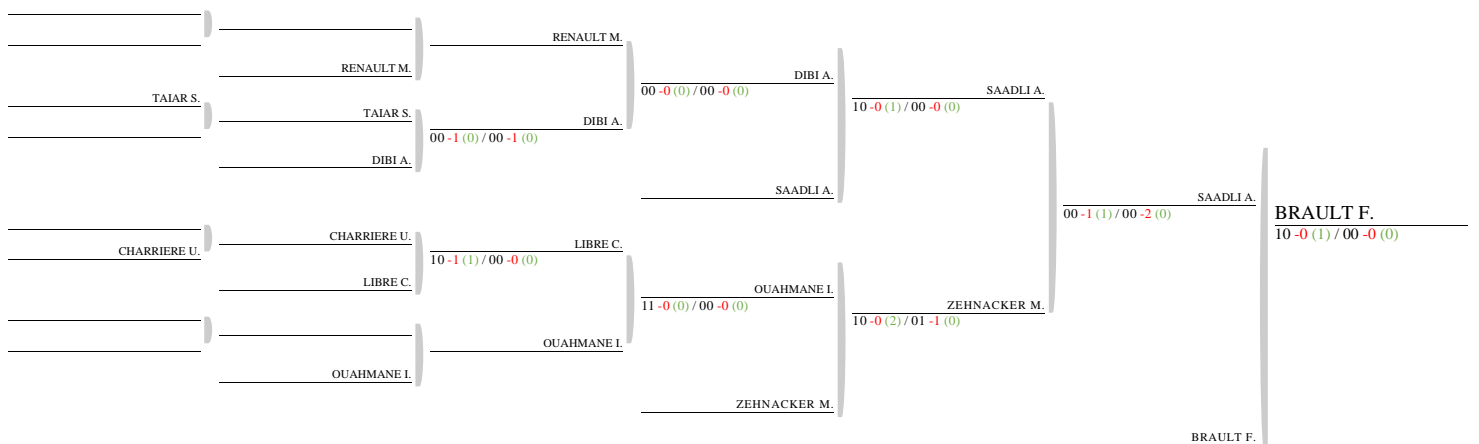 RENAULT M.
RENAULT M.
DIBI A.
00 -0 (0) / 00 -0 (0)
SAADLI A.
10 -0 (1) / 00 -0 (0)
TAIAR S.
TAIAR S.
DIBI A.
00 -1 (0) / 00 -1 (0)
DIBI A.
SAADLI A.
SAADLI A.
00 -1 (1) / 00 -2 (0)
BRAULT F.
10 -0 (1) / 00 -0 (0)
CHARRIERE U.
CHARRIERE U.
LIBRE C.
10 -1 (1) / 00 -0 (0)
LIBRE C.
OUAHMANE I.
11 -0 (0) / 00 -0 (0)
ZEHNACKER M.
10 -0 (2) / 01 -1 (0)
OUAHMANE I.
OUAHMANE I.
ZEHNACKER M.
BRAULT F.